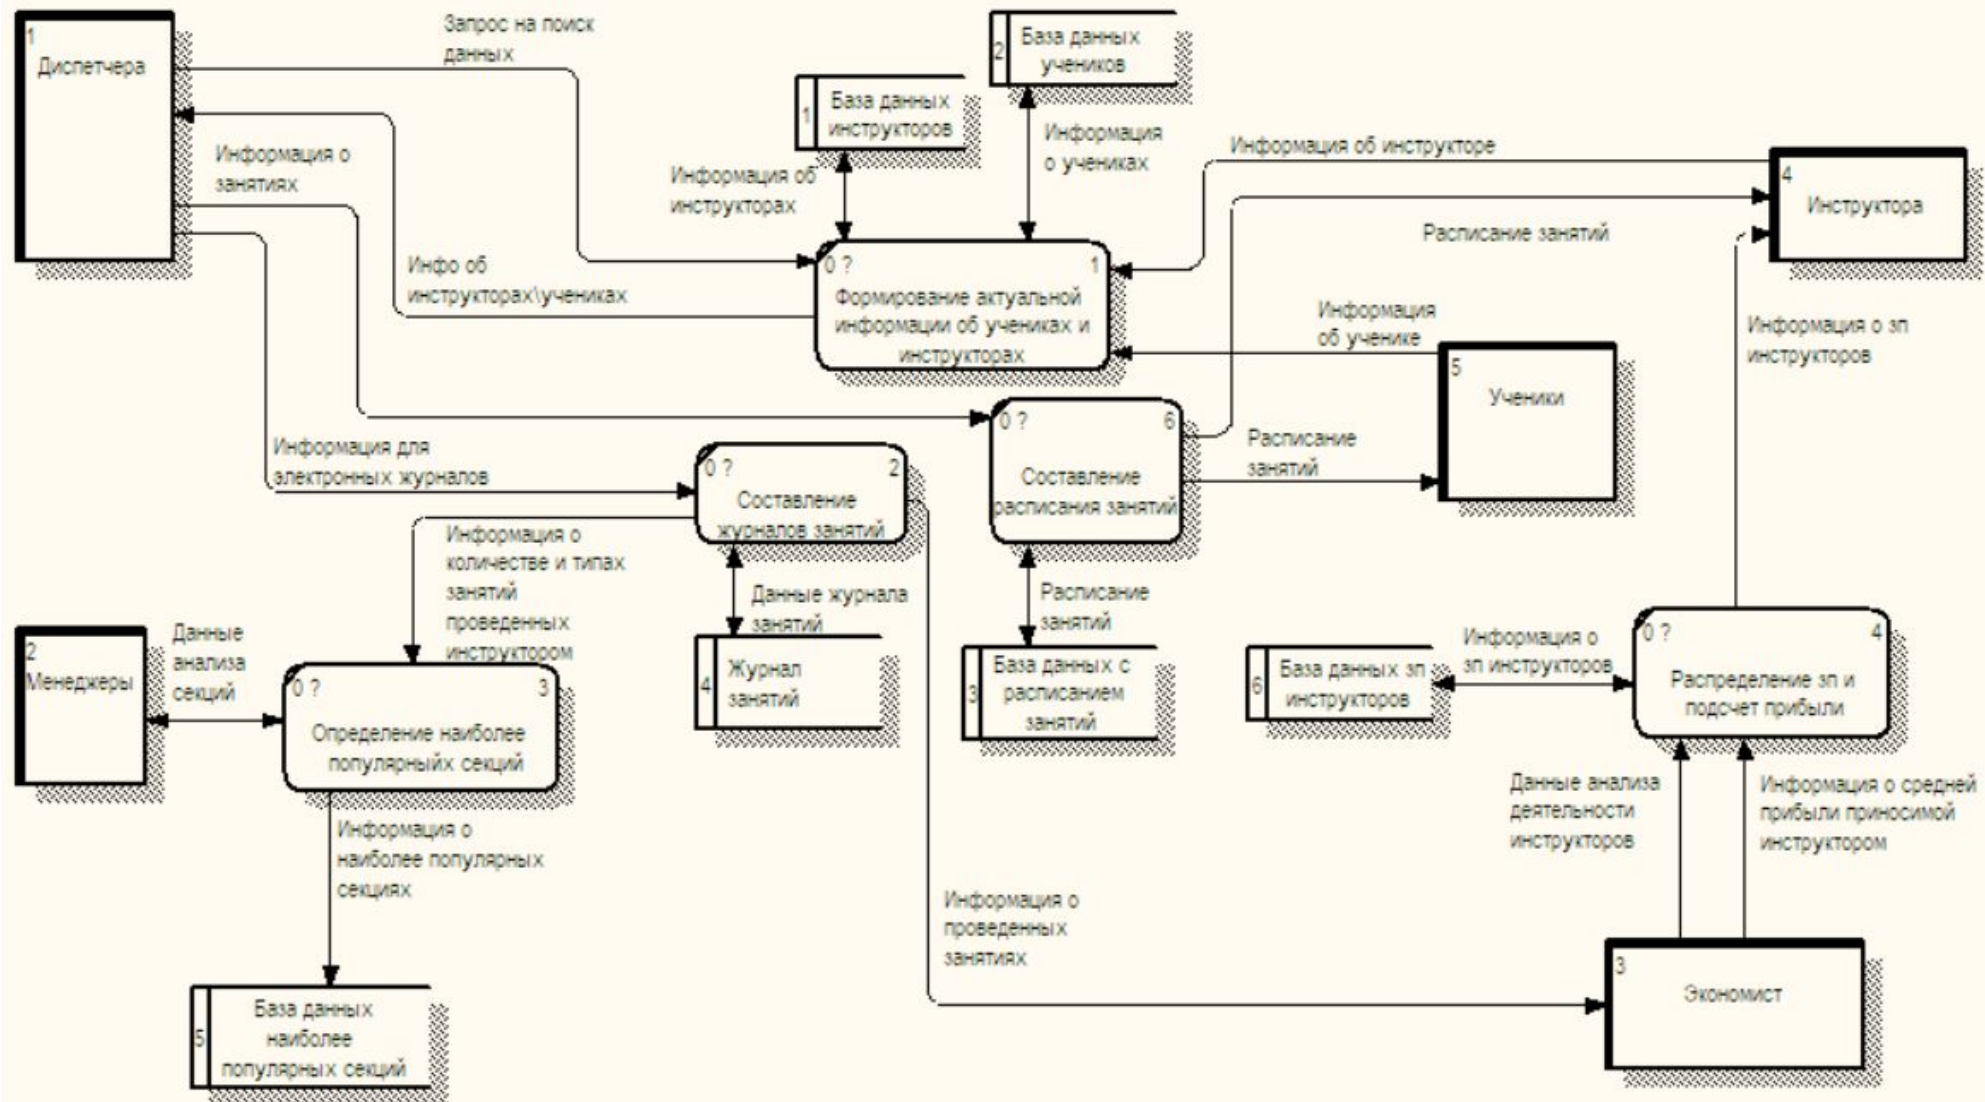 1
Диспетчера
Запрос на поиск
данных
2
База данных
учеников
1
База данных
инструкторов
Информация о
занятиях
Информация об
инструкторах
Информация
о учениках
Информация об инструкторе
4
Инструктора
Расписание занятий
Инфо об
инструкторах\учениках
0 ?
1
Формирование актуальной
информации об учениках и
инструкторах
Информация
об ученике
Информация о зп
инструкторов
5
Ученики
0 ?
6
Составление
расписания занятий
Расписание
занятий
Информация для
электронных журналов
0 ?
2
Составление
журналов занятий
Информация о
количестве и типах
занятий
проведенных
инструктором
Данные журнала
занятий
Расписание
занятий
2
Менеджеры
Данные
анализа
секций
0 ?
3
Определение наиболее
популярныйх секций
4
Журнал
занятий
3
База данных с
расписанием
занятий
6
База данных зп
инструкторов
Информация о
зп инструкторов
0 ?
4
Распределение зп и
подсчет прибыли
Данные анализа
деятельности
инструкторов
Информация о средней
прибыли приносимой
инструктором
Информация о
наиболее популярных
секциях
Информация о
проведенных
занятиях
3
Экономист
5
База данных
наиболее
популярных секций